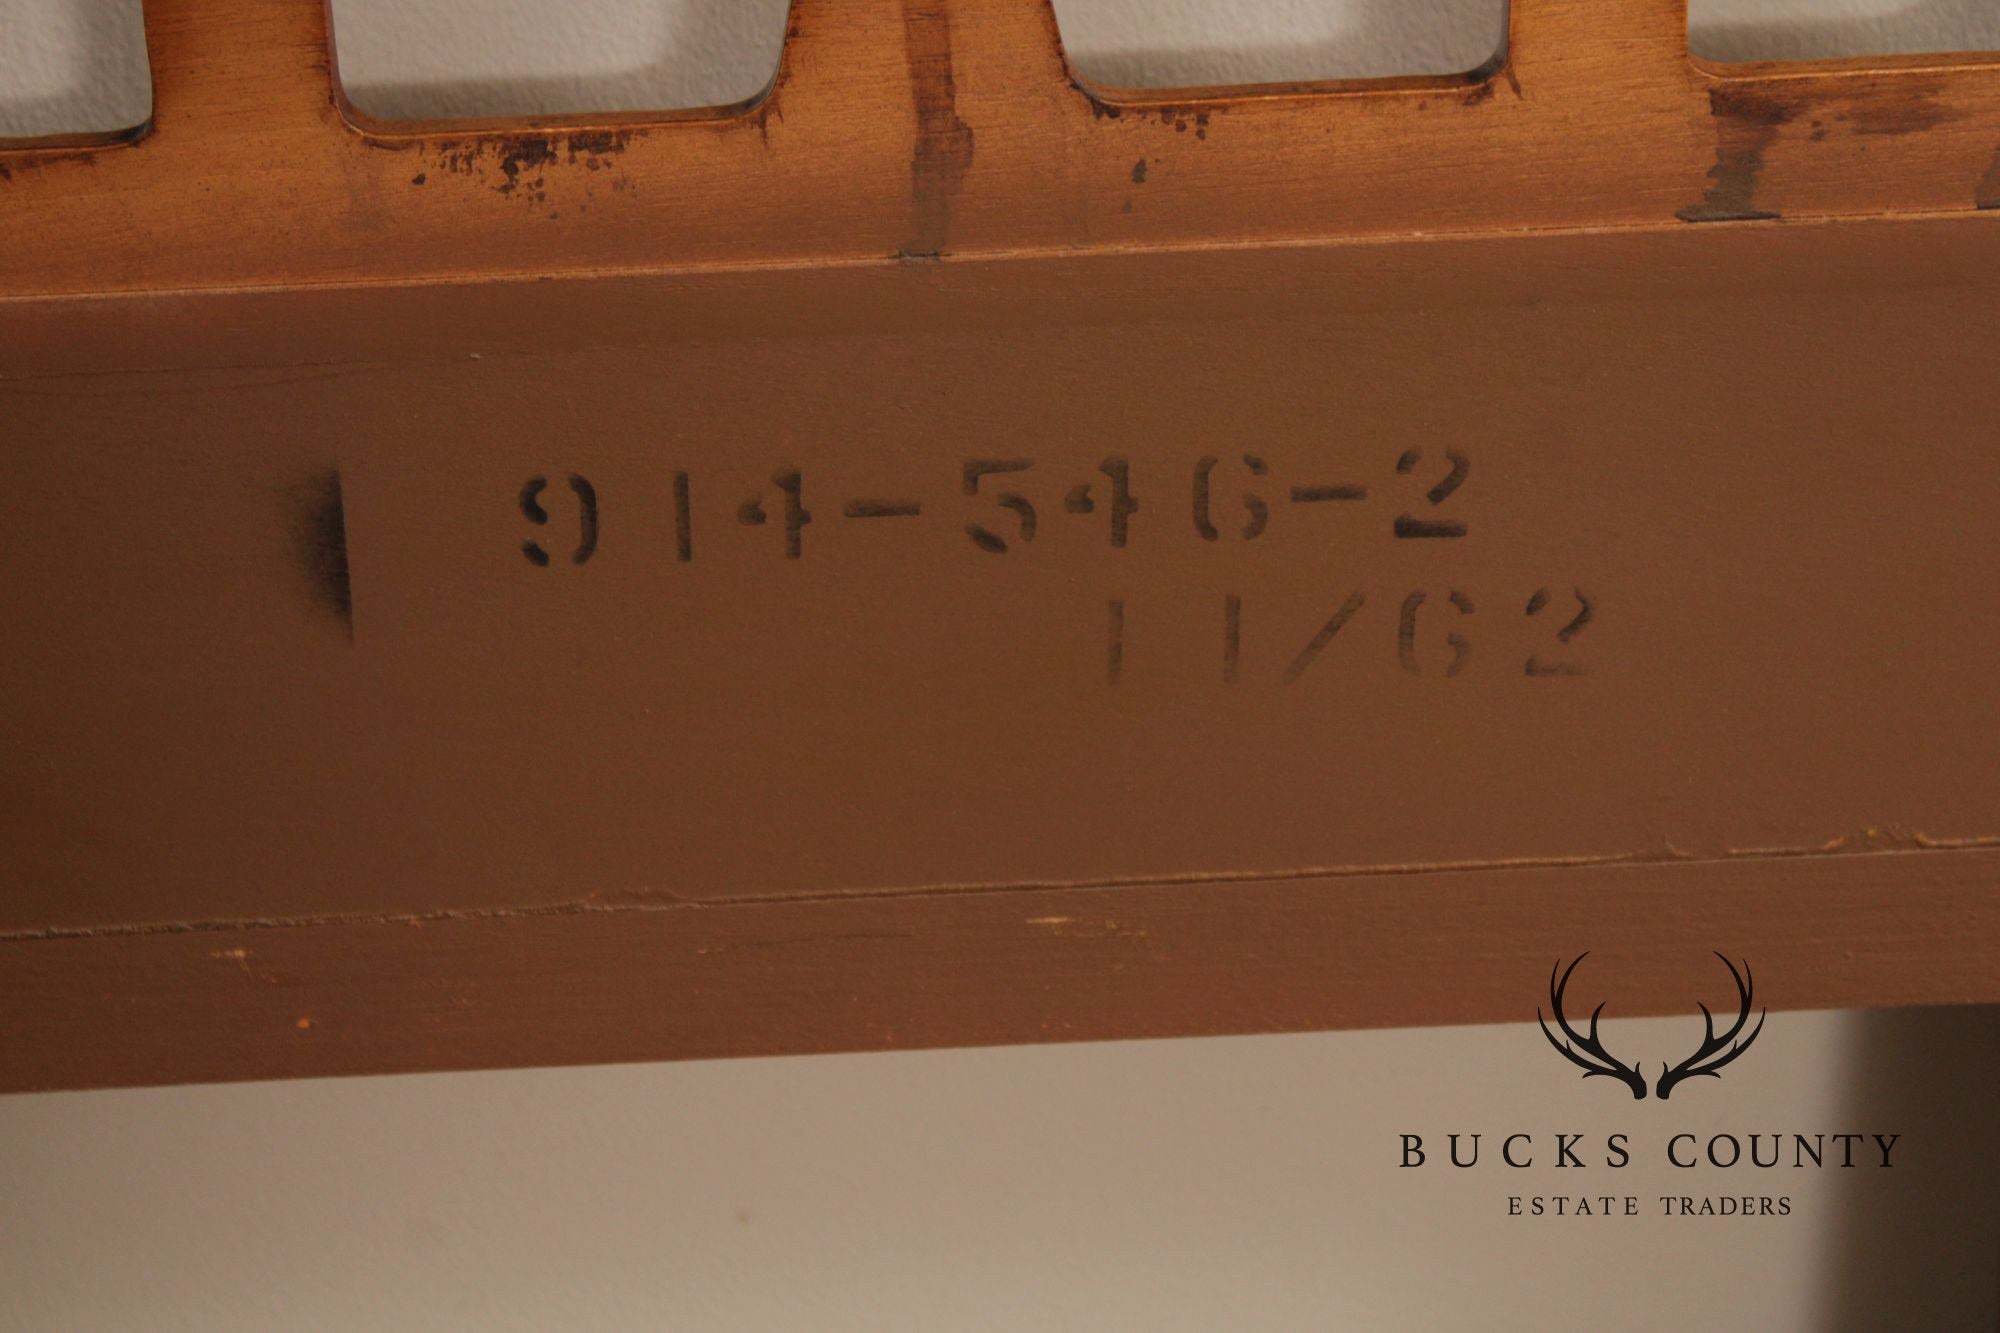 914-546-2
11/62
BUCKS COUNTY
ESTATE TRADERS